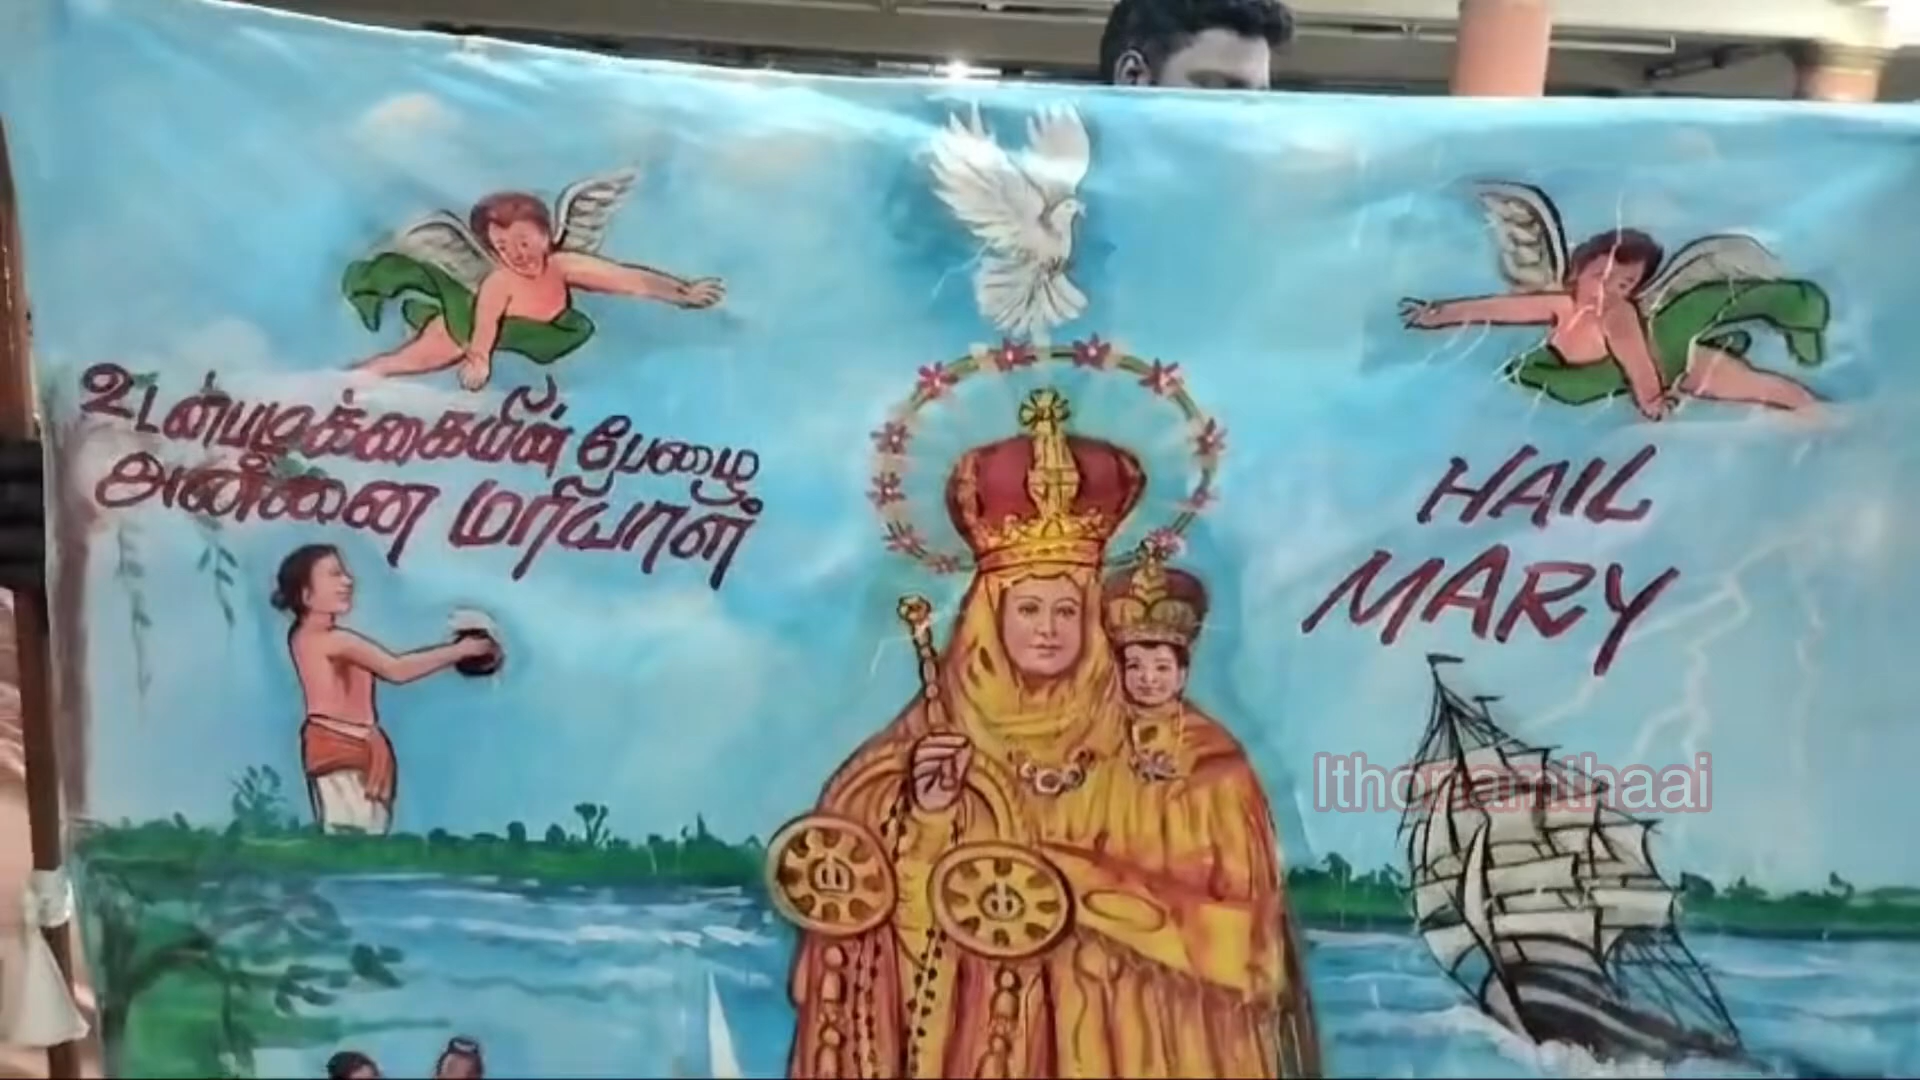 உடன்படிக்கையின் பேழை
அன்னை மரியாள்
HAIL
MARY
Ithonamthaai